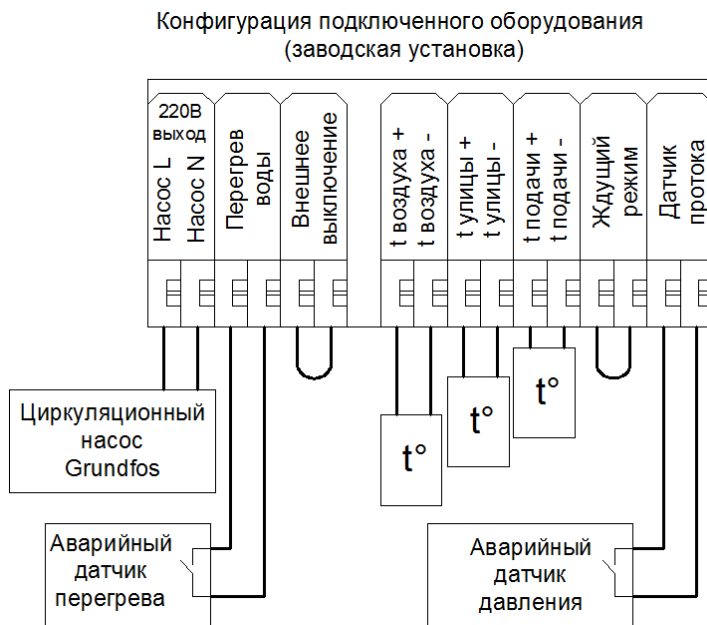 Конфигурация подключенного оборудования
(заводская установка)
220В
выход
Насос L
Насос N
Перегрев
воды
Внешнее
выключение
t воздуха +
t воздуха -
t улицы +
t улицы -
t подачи +
t подачи -
Ждущий
режим
Датчик
протока
Циркуляционный
насос
Grundfos
t°
t°
t°
Аварийный
датчик
перегрева
Аварийный
датчик
давления